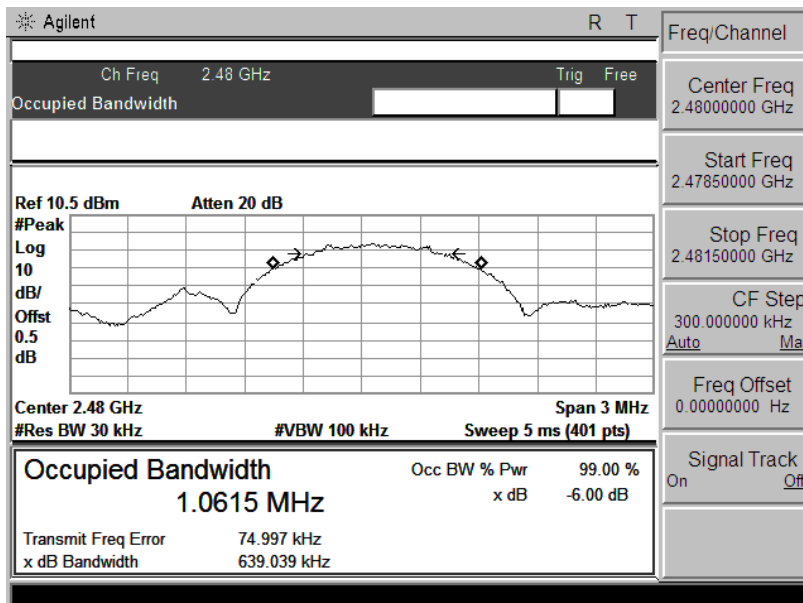 Agilent R T
Freq/Channel
Ch Freq 2.48 GHz Trig Free
Occupied Bandwidth
Center Freq
2.48000000 GHz
Start Freq
2.47850000 GHz
Stop Freq
2.48150000 GHz
CF Step
300.000000 kHz
Auto Ma
Freq Offset
0.00000000 Hz
Signal Track
On Off
Ref 10.5 dBm Atten 20 dB
#Peak
Log
10
dB/
Offst
0.5
dB
Center 2.48 GHz Span 3 MHz
#Res BW 30 kHz #VBW 100 kHz Sweep 5 ms (401 pts)
Occupied Bandwidth Occ BW % Pwr 99.00 %
1.0615 MHz x dB -6.00 dB
Transmit Freq Error 74.997 kHz
x dB Bandwidth 639.039 kHz